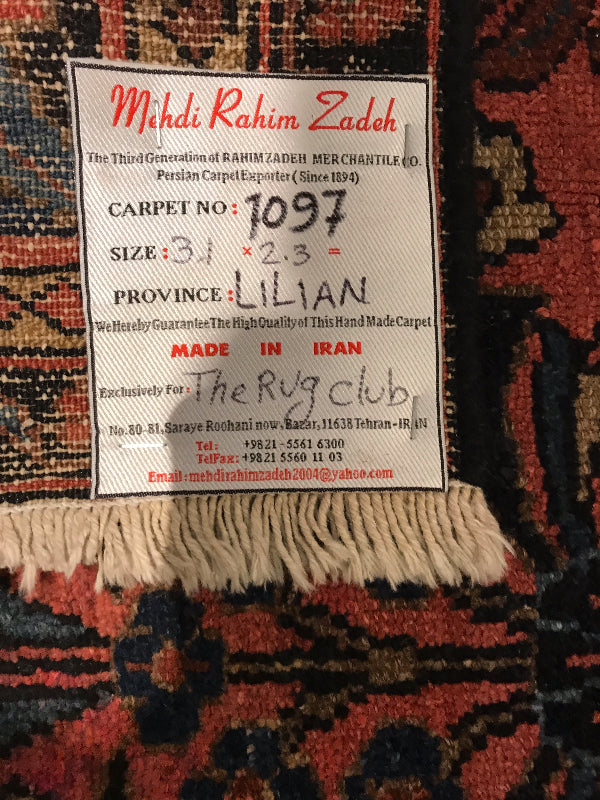 Mehdi Rahim Zadeh
The Third Generation of RAHIMZADEH MERCHANTILE CO.
Persian Carpet Exporter ( Since 1894)
CARPET NO : 1097
SIZE : 3.1 × 2.3 =
PROVINCE : LILIAN
We Hereby Guarantee The High Quality of This Hand Made Carpet
MADE IN IRAN
Exclusively For : The Rug Club
No. 80-81, Saraye Roohani now, Bazar, 11638 Tehran - IRAN
Tel : +9821 -5561 6300
TelFax : +9821 5560 11 03
Email : mehdirahimzadeh2004@yahoo.com